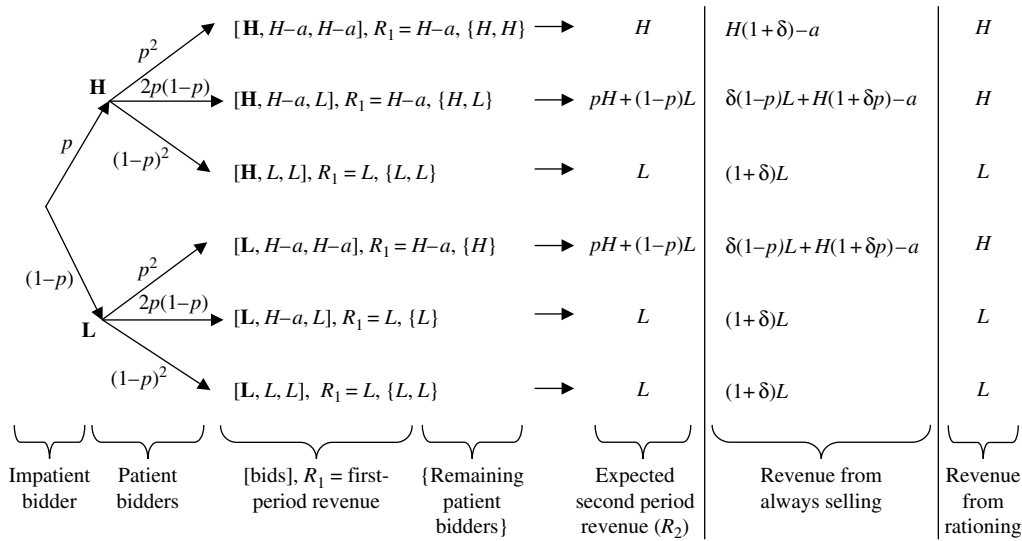 p² [H, H–a, H–a], R₁ = H–a, {H, H} H H(1+δ)–a H
H 2p(1–p) [H, H–a, L], R₁ = H–a, {H, L} pH + (1–p)L δ(1–p)L + H(1+δp)–a H
p (1–p)² [H, L, L], R₁ = L, {L, L} L (1+δ)L L
(1–p) p² [L, H–a, H–a], R₁ = H–a, {H} pH + (1–p)L δ(1–p)L + H(1+δp)–a H
L 2p(1–p) [L, H–a, L], R₁ = L, {L} L (1+δ)L L
(1–p)² [L, L, L], R₁ = L, {L, L} L (1+δ)L L
Impatient bidder
Patient bidders
[bids], R₁ = first-
period revenue
{Remaining
patient
bidders}
Expected
second period
revenue (R₂)
Revenue from
always selling
Revenue
from
rationing